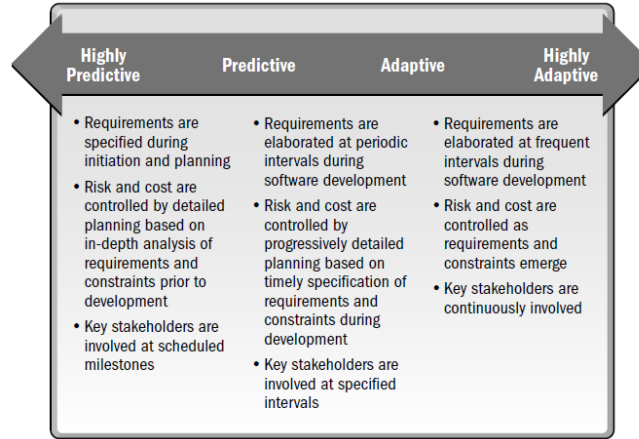 Highly
Predictive
Predictive
Adaptive
Highly
Adaptive
• Requirements are
specified during
initiation and planning
• Risk and cost are
controlled by detailed
planning based on
in-depth analysis of
requirements and
constraints prior to
development
• Key stakeholders are
involved at scheduled
milestones
• Requirements are
elaborated at periodic
intervals during
software development
• Risk and cost are
controlled by
progressively detailed
planning based on
timely specification of
requirements and
constraints during
development
• Key stakeholders are
involved at specified
intervals
• Requirements are
elaborated at frequent
intervals during
software development
• Risk and cost are
controlled as
requirements and
constraints emerge
• Key stakeholders are
continuously involved